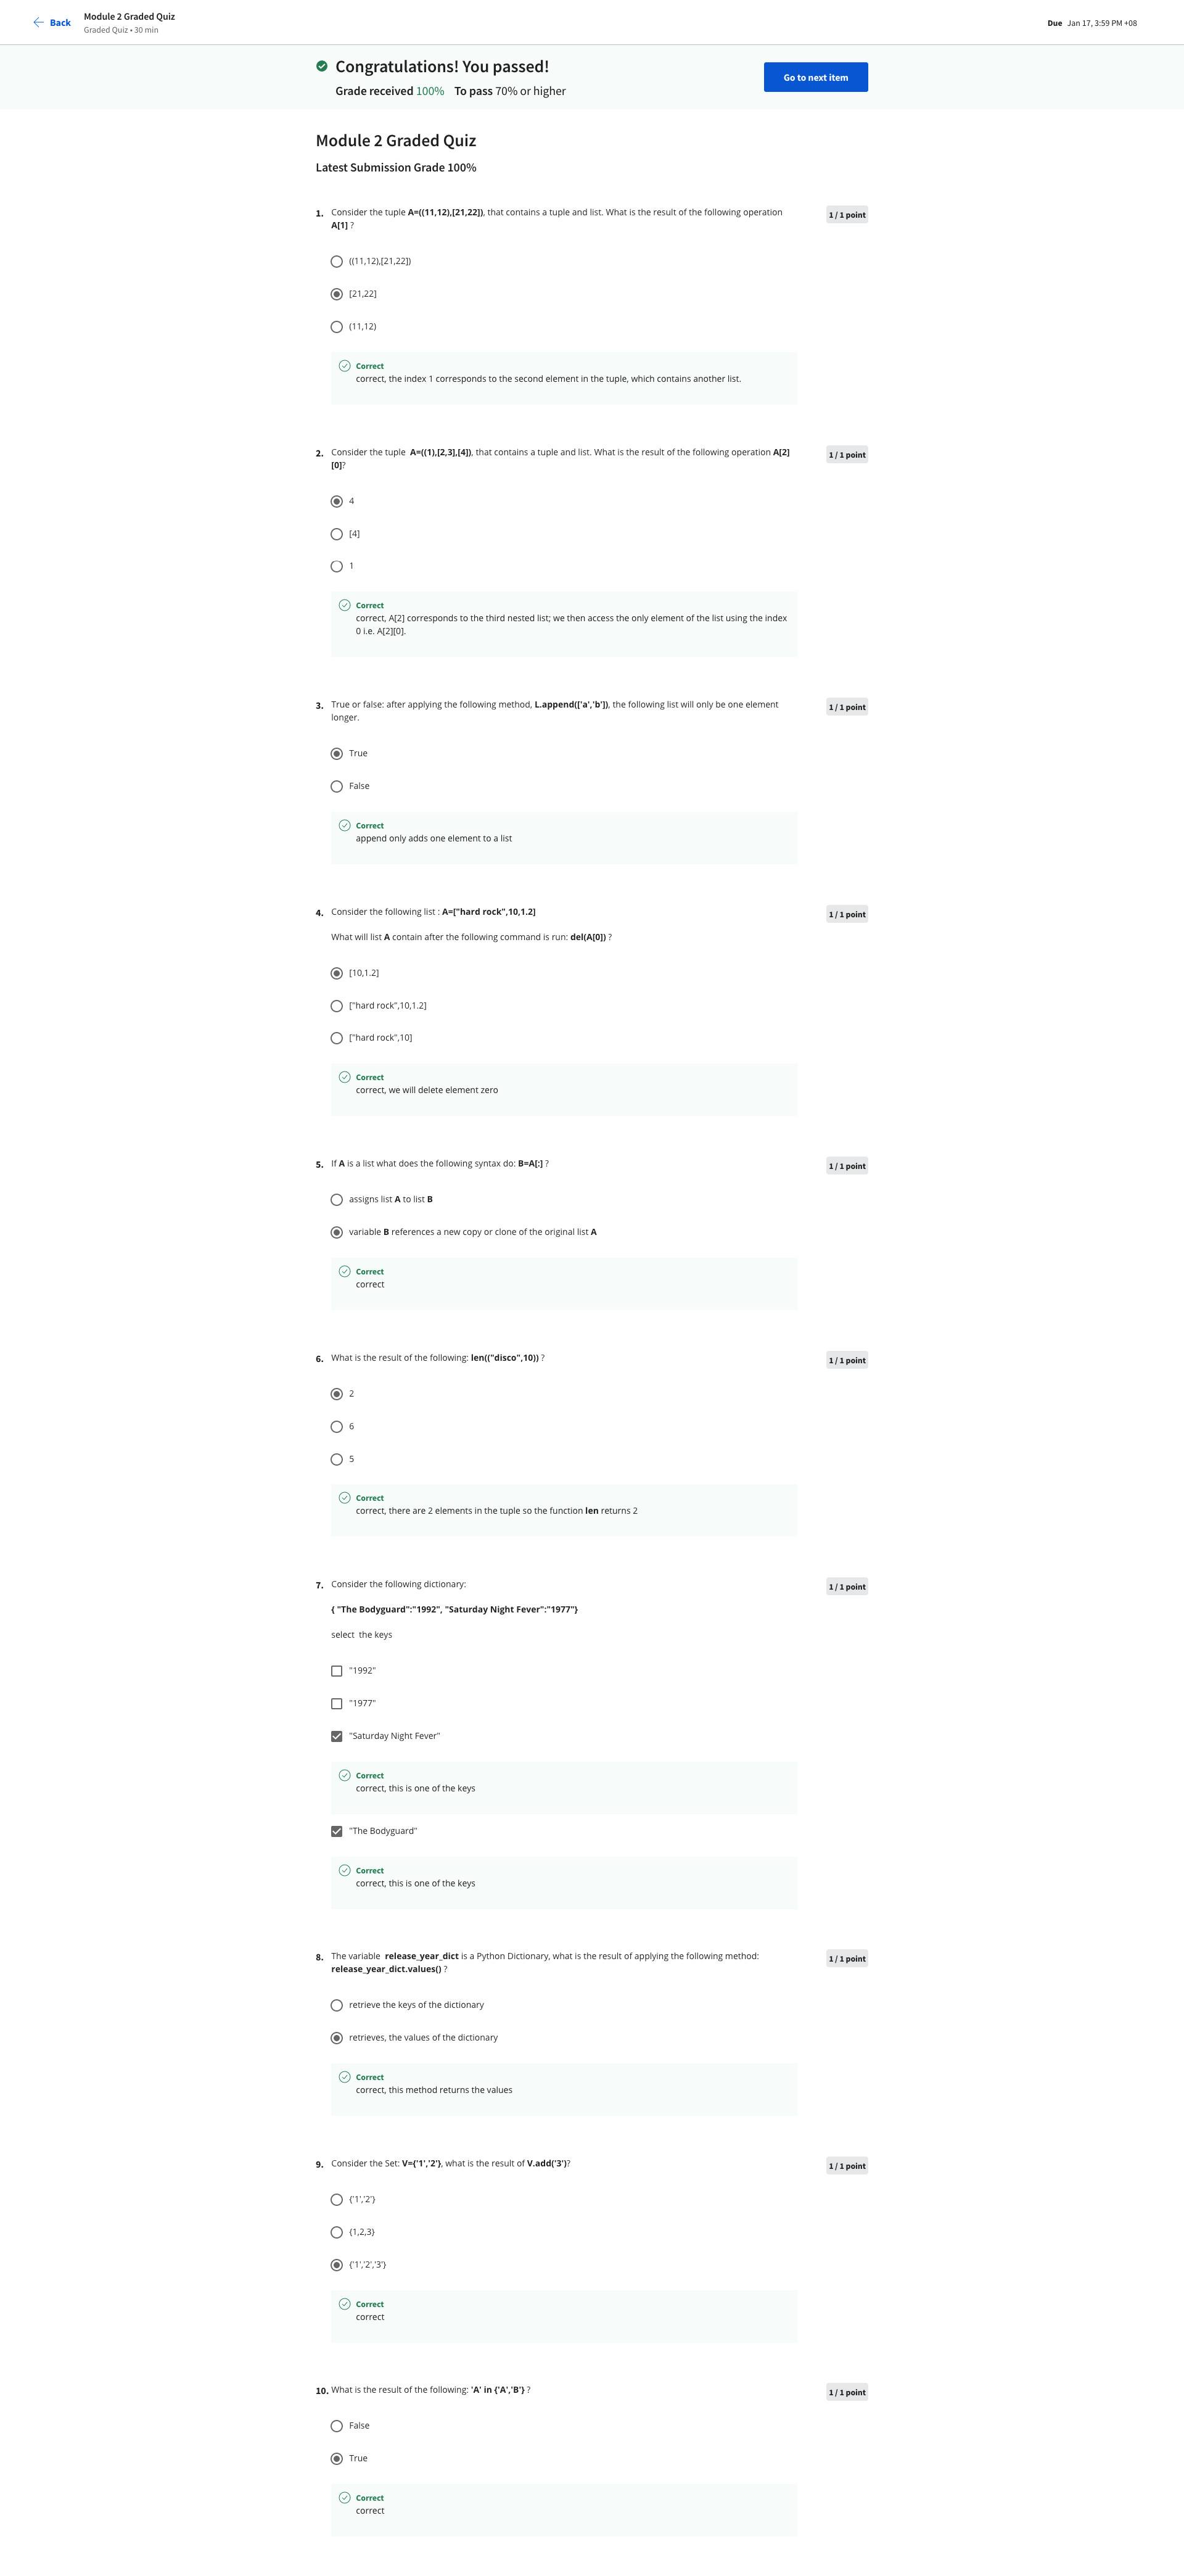 Back
Module 2 Graded Quiz
Graded Quiz • 30 min
Due Jan 17, 3:59 PM +08
Congratulations! You passed!
Grade received 100% To pass 70% or higher
Go to next item
Module 2 Graded Quiz
Latest Submission Grade 100%
1. Consider the tuple A=((11,12),[21,22]), that contains a tuple and list. What is the result of the following operation
A[1] ?
1 / 1 point
((11,12),[21,22])
[21,22]
(11,12)
Correct
correct, the index 1 corresponds to the second element in the tuple, which contains another list.
2. Consider the tuple A=((1),[2,3],[4]), that contains a tuple and list. What is the result of the following operation A[2]
[0]?
1 / 1 point
4
[4]
1
Correct
correct, A[2] corresponds to the third nested list; we then access the only element of the list using the index
0 i.e. A[2][0].
3. True or false: after applying the following method, L.append(['a','b']), the following list will only be one element
longer.
1 / 1 point
True
False
Correct
append only adds one element to a list
4. Consider the following list : A=["hard rock",10,1.2]
1 / 1 point
What will list A contain after the following command is run: del(A[0]) ?
[10,1.2]
["hard rock",10,1.2]
["hard rock",10]
Correct
correct, we will delete element zero
5. If A is a list what does the following syntax do: B=A[:] ?
1 / 1 point
assigns list A to list B
variable B references a new copy or clone of the original list A
Correct
correct
6. What is the result of the following: len(("disco",10)) ?
1 / 1 point
2
6
5
Correct
correct, there are 2 elements in the tuple so the function len returns 2
7. Consider the following dictionary:
1 / 1 point
{ "The Bodyguard":"1992", "Saturday Night Fever":"1977"}
select the keys
"1992"
"1977"
"Saturday Night Fever"
Correct
correct, this is one of the keys
"The Bodyguard"
Correct
correct, this is one of the keys
8. The variable release_year_dict is a Python Dictionary, what is the result of applying the following method:
release_year_dict.values() ?
1 / 1 point
retrieve the keys of the dictionary
retrieves, the values of the dictionary
Correct
correct, this method returns the values
9. Consider the Set: V={'1','2'}, what is the result of V.add('3')?
1 / 1 point
{'1','2'}
{1,2,3}
{'1','2','3'}
Correct
correct
10. What is the result of the following: 'A' in {'A','B'} ?
1 / 1 point
False
True
Correct
correct